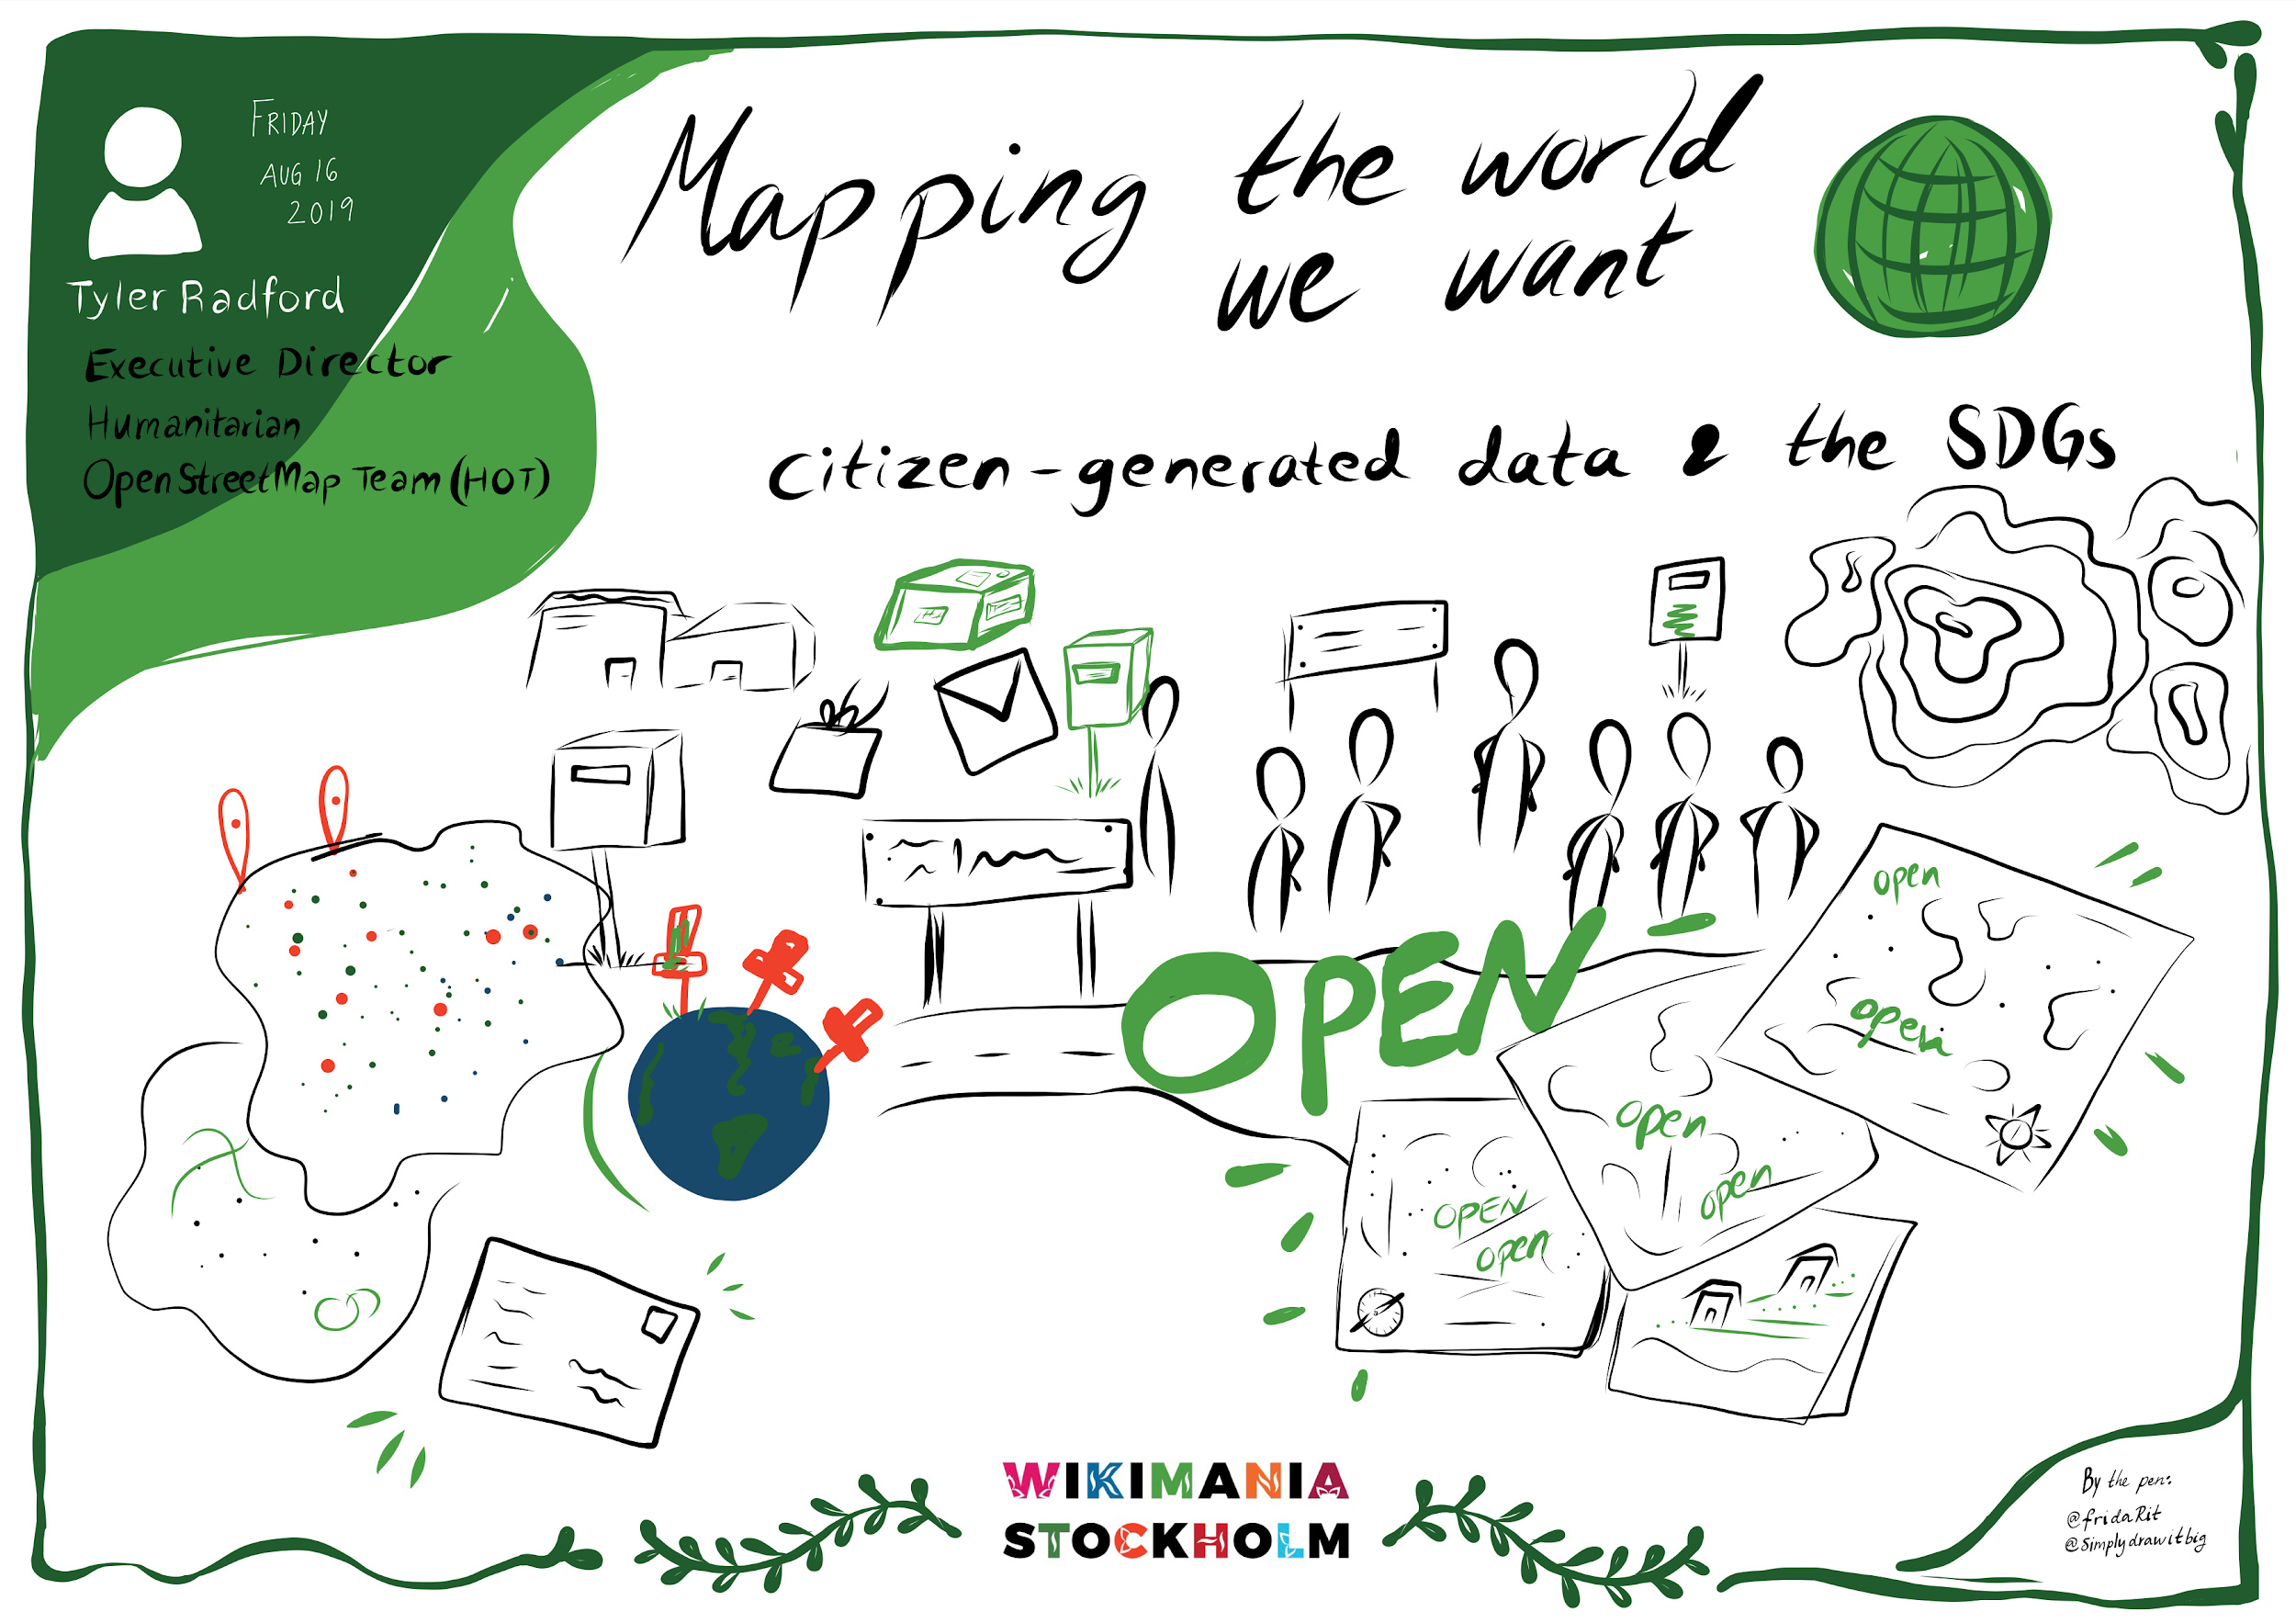 FRIDAY
AUG 16
2019
Tyler Radford
Executive Director
Humanitarian
OpenStreetMap Team (HOT)
Mapping the world
we want
citizen-generated data & the SDGs
OPEN
open
open
open
open
OPEN
open
WIKIMANIA
STOCKHOLM
By the pen:
@fridaRit
@Simplydrawitbig